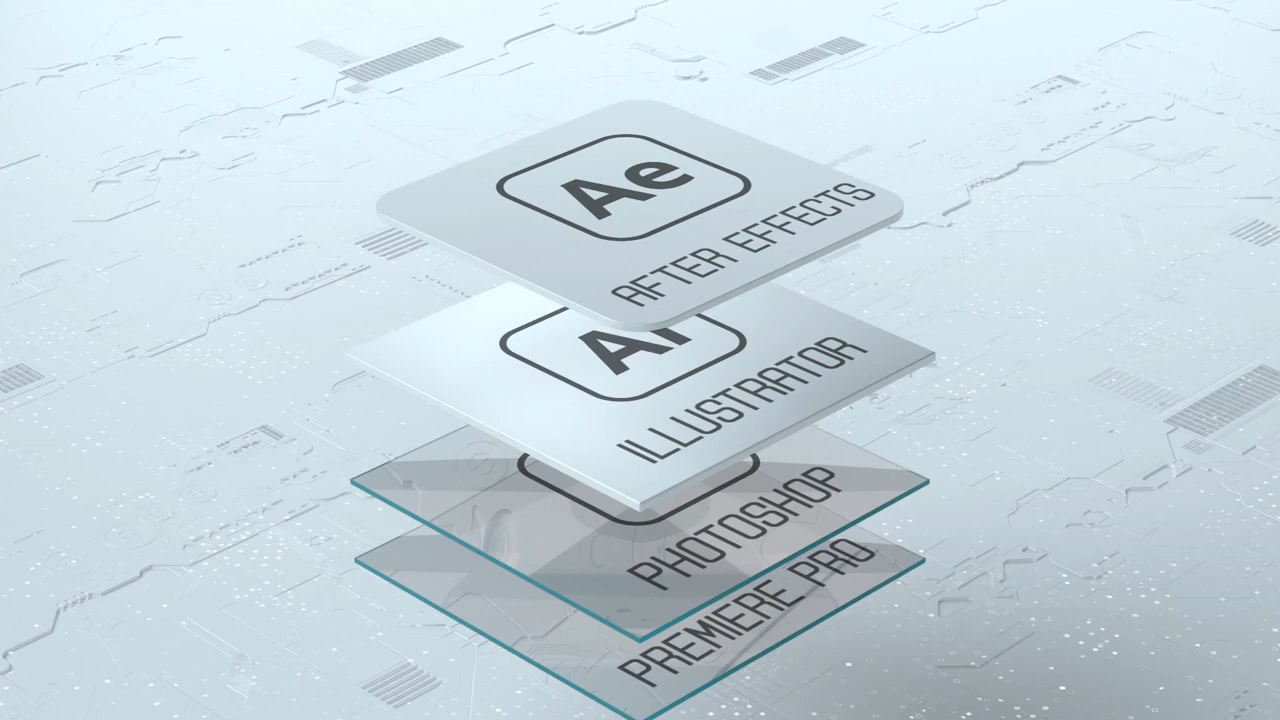 Ae
AFTER EFFECTS
Ai
ILLUSTRATOR
PHOTOSHOP
PREMIERE PRO